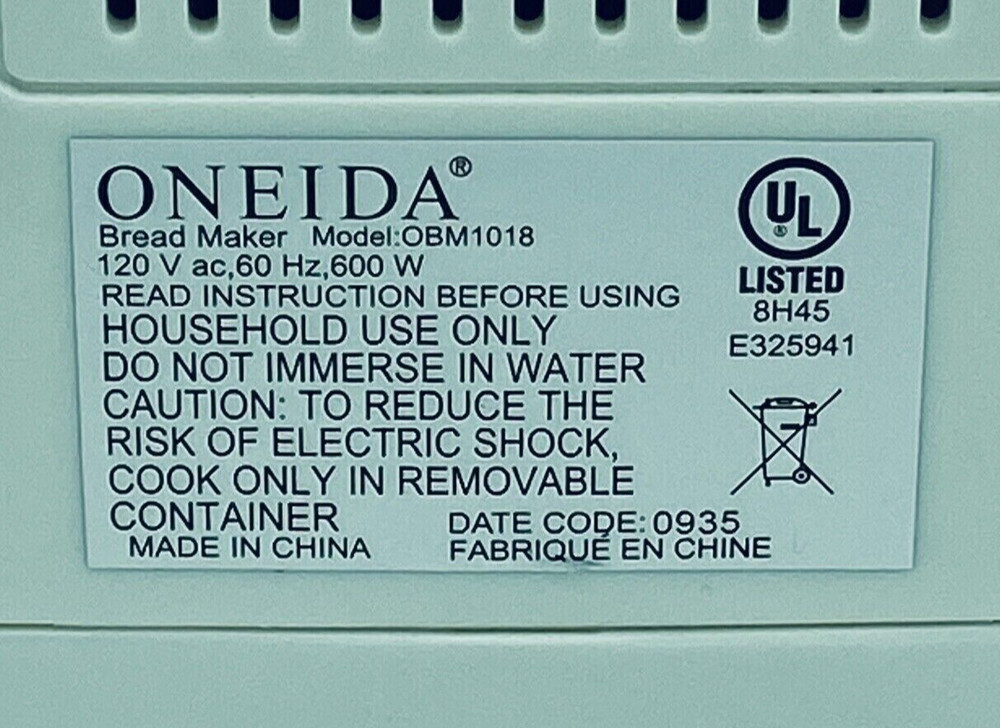 ONEIDA®
Bread Maker Model:OBM1018
120 V ac,60 Hz,600 W
READ INSTRUCTION BEFORE USING
HOUSEHOLD USE ONLY
DO NOT IMMERSE IN WATER
CAUTION: TO REDUCE THE
RISK OF ELECTRIC SHOCK,
COOK ONLY IN REMOVABLE
CONTAINER
DATE CODE: 0935
MADE IN CHINA
FABRIQUÉ EN CHINE
UL®
LISTED
8H45
E325941